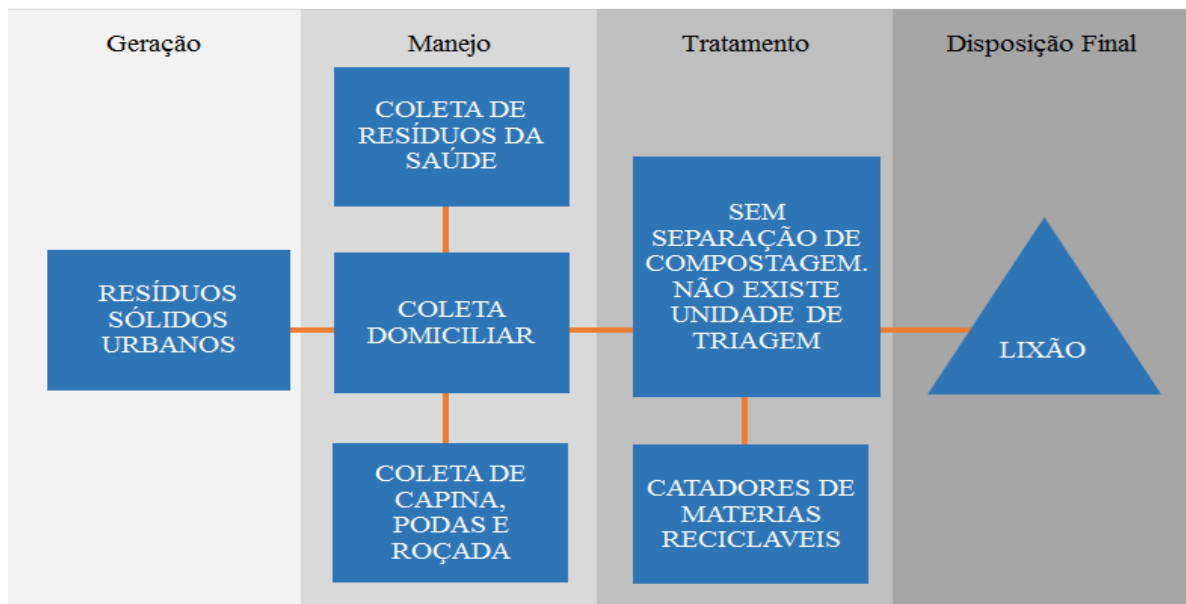 Geração
Manejo
Tratamento
Disposição Final
RESÍDUOS
SÓLIDOS
URBANOS
COLETA DE
RESÍDUOS DA
SAÚDE
COLETA
DOMICILIAR
COLETA DE
CAPINA,
PODAS E
ROÇADA
SEM
SEPARAÇÃO DE
COMPOSTAGEM.
NÃO EXISTE
UNIDADE DE
TRIAGEM
CATADORES DE
MATERIAS
RECICLAVEIS
LIXÃO